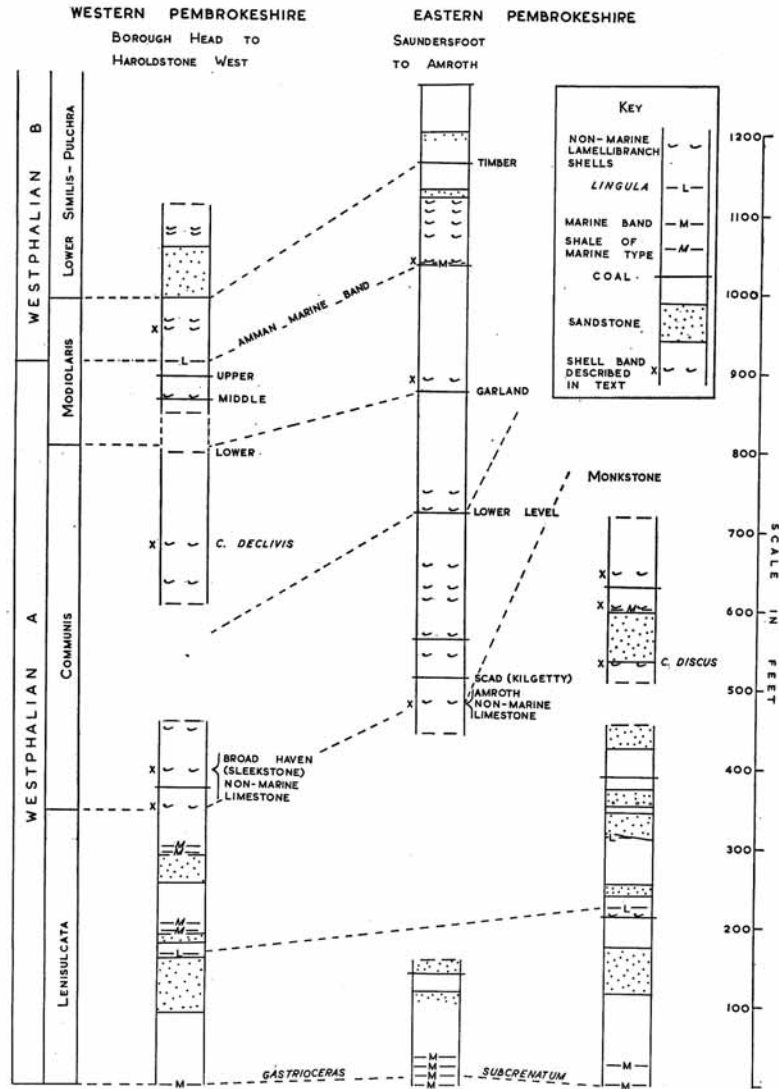 WESTERN PEMBROKESHIRE
BOROUGH HEAD TO
HAROLDSTONE WEST
EASTERN PEMBROKESHIRE
SAUNDERSFOOT
TO AMROTH
WESTPHALIAN B
WESTPHALIAN A
LOWER SIMILIS-PULCHRA
MODIOLARIS
COMMUNIS
LENISULCATA
KEY
NON-MARINE
LAMELLIBRANCH
SHELLS
LINGULA
L
MARINE BAND
M
SHALE OF
MARINE TYPE
M
COAL
SANDSTONE
SHELL BAND
DESCRIBED
IN TEXT
X
TIMBER
X
M
AMMAN MARINE BAND
X
L
UPPER
MIDDLE
LOWER
X
GARLAND
X
C. DECLIVIS
LOWER LEVEL
SCAD (KILGETTY)
X
AMROTH
NON-MARINE
LIMESTONE
MONKSTONE
X
X
M
X
C. DISCUS
X
BROAD HAVEN
(SLEEKSTONE)
NON-MARINE
LIMESTONE
X
M
M
M
M
L
L
L
M
M
M
M
M
M
M
GASTRIOCERAS
SUBCRENATUM
1200
1100
1000
900
800
700
600
500
400
300
200
100
SCALE IN FEET